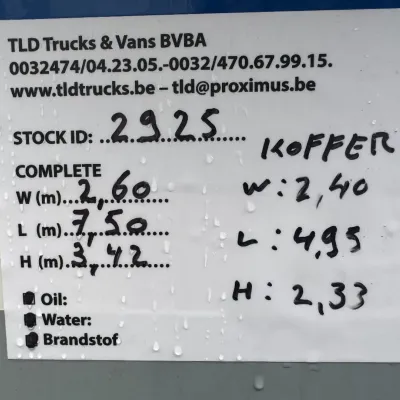 TLD Trucks & Vans BVBA
0032474/04.23.05.-0032/470.67.99.15.
www.tldtrucks.be – tld@proximus.be
STOCK ID: ..2925......
COMPLETE
W (m)...2,60.......
L (m)...7,50.......
H (m)...3,42.......
Oil:
Water:
Brandstof
KOFFER
W: 2,40
L: 4,95
H: 2,33